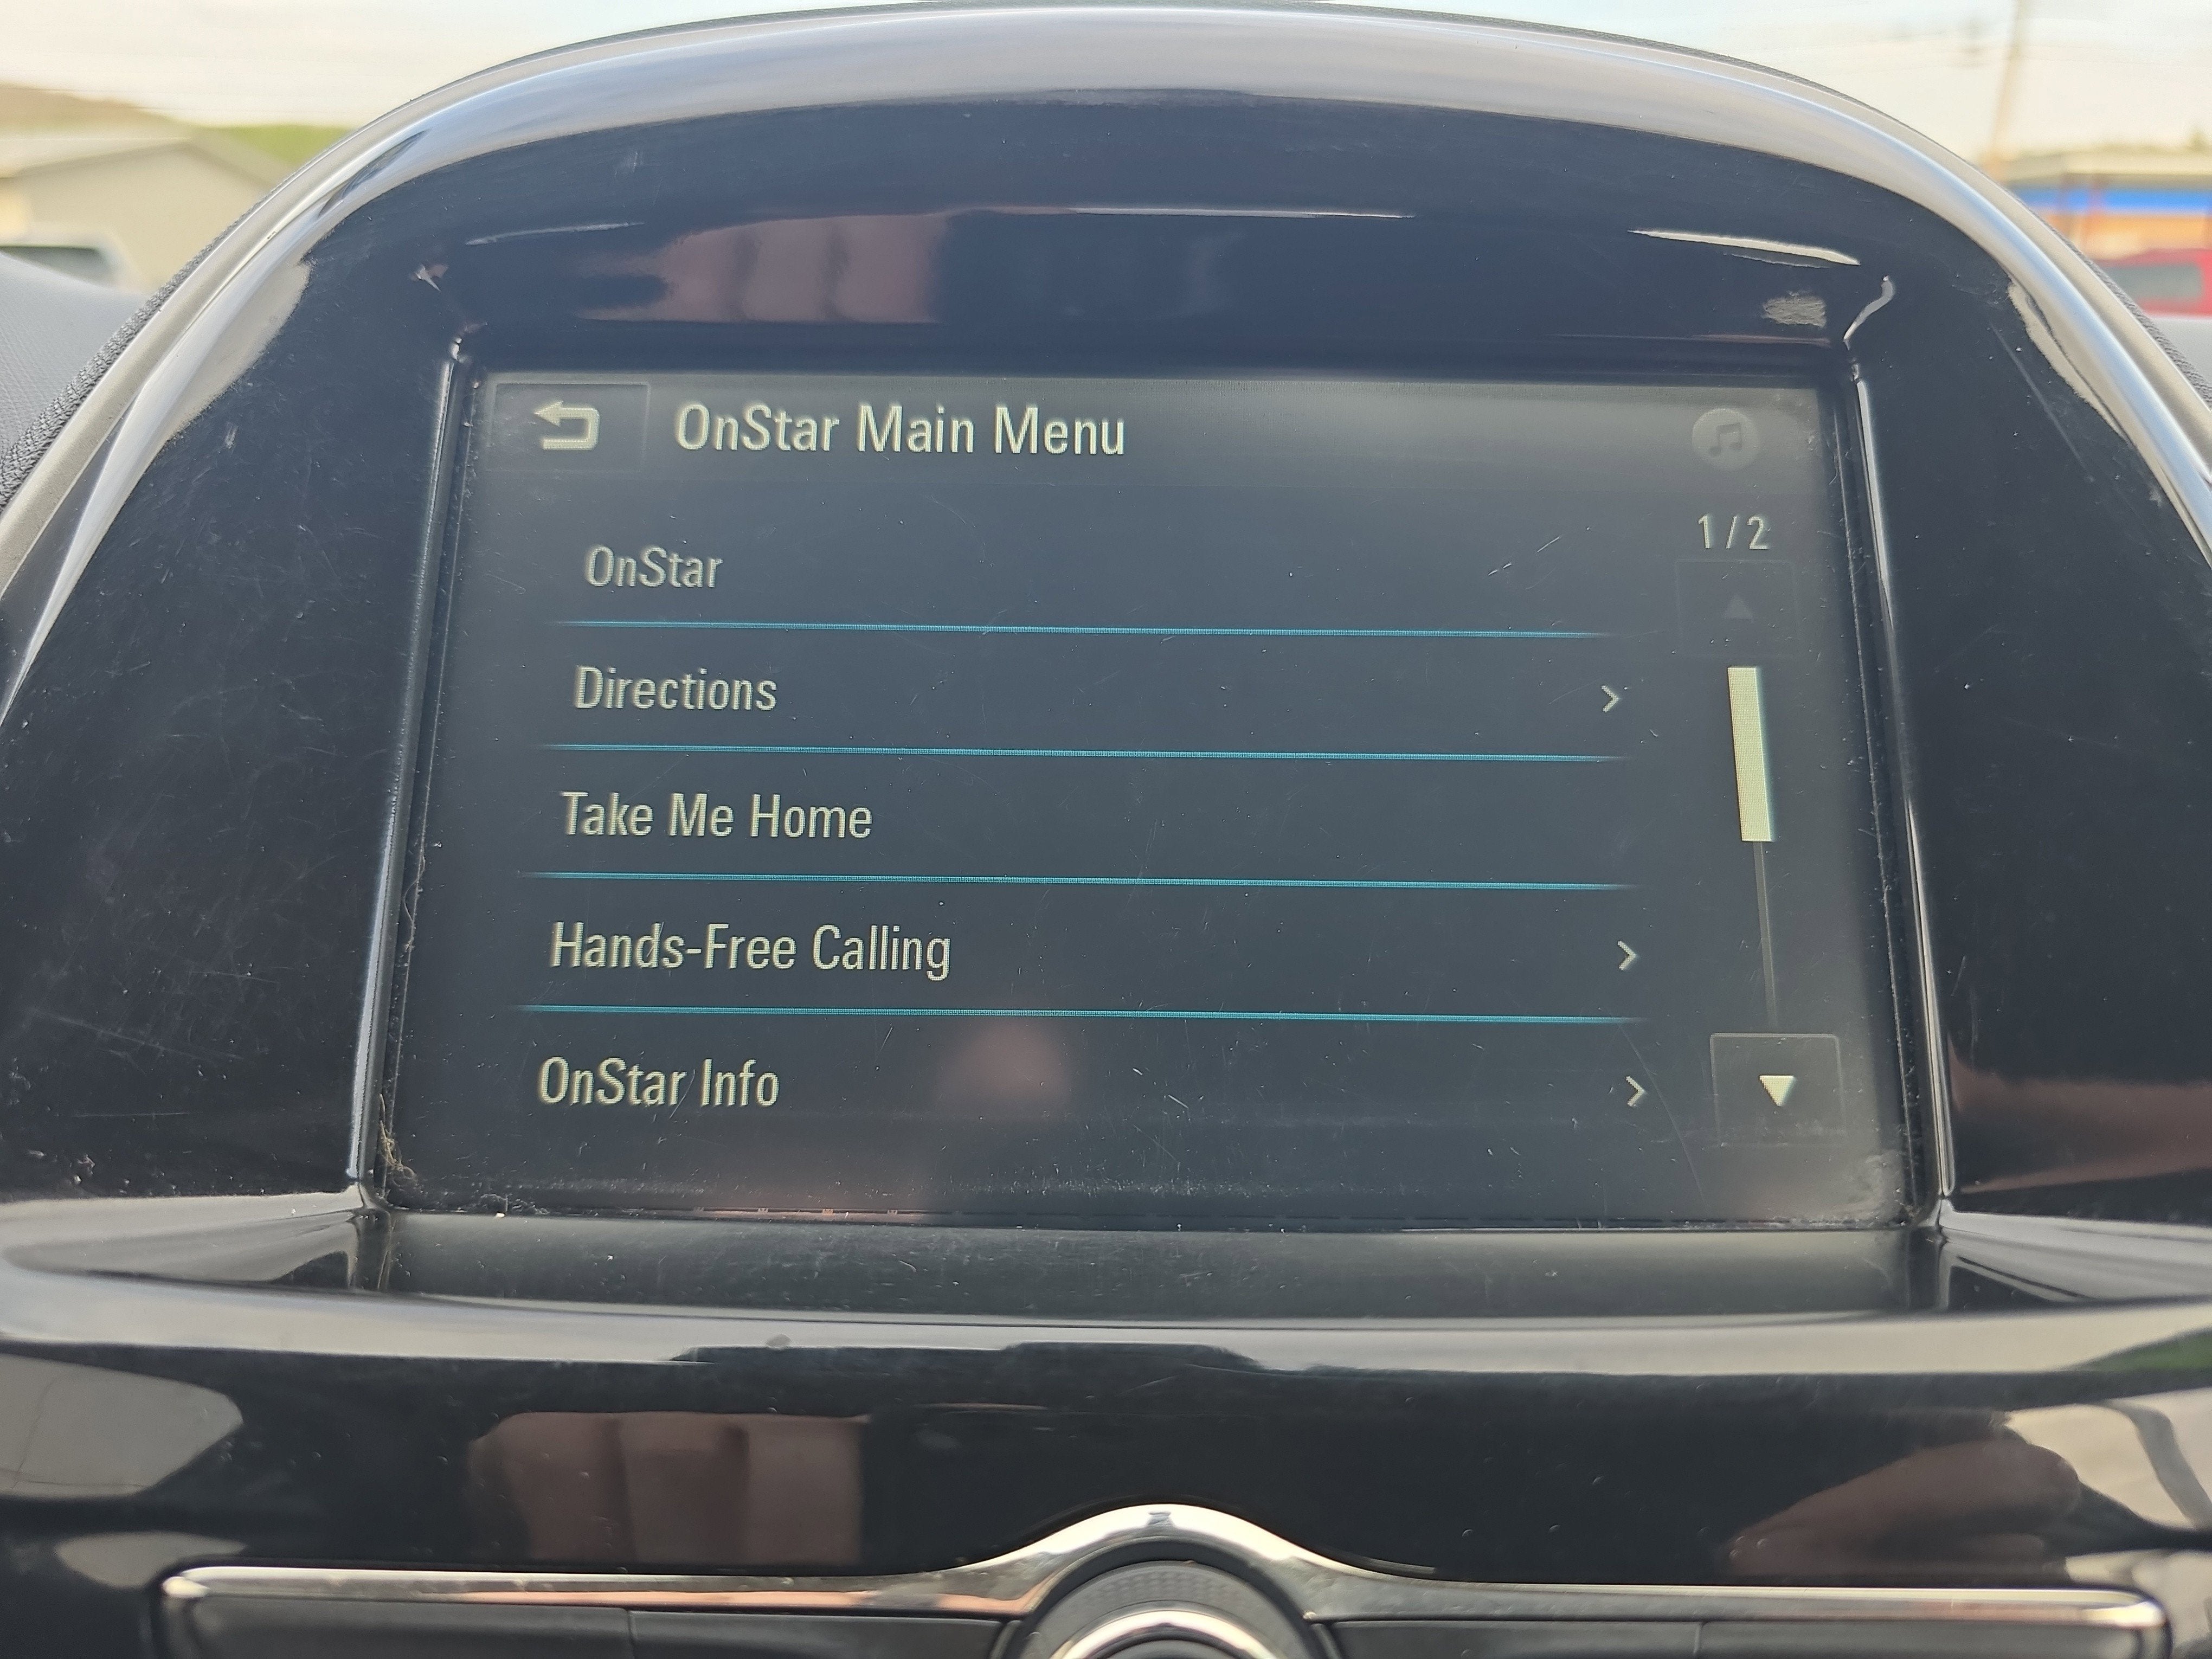 OnStar Main Menu
1 / 2
OnStar
Directions
Take Me Home
Hands-Free Calling
OnStar Info